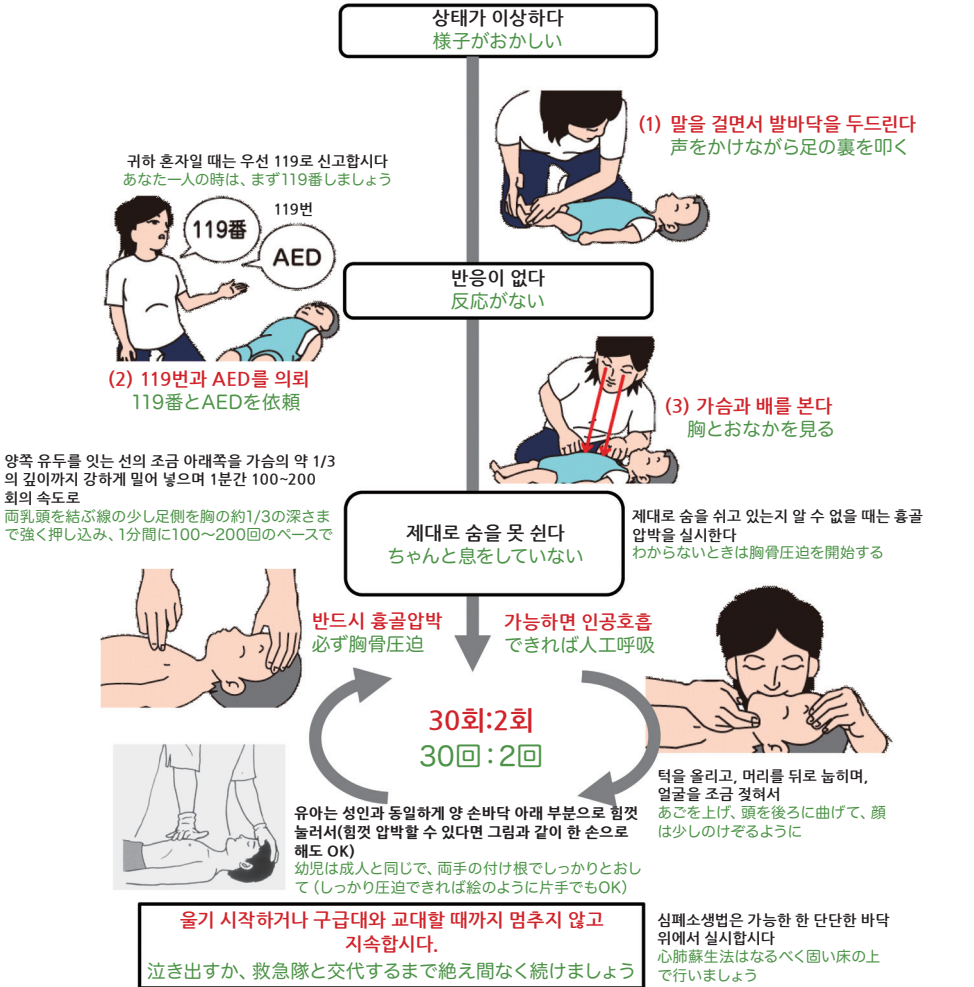 상태가 이상하다
様子がおかしい
(1) 말을 걸면서 발바닥을 두드린다
声をかけながら足の裏を叩く
귀하 혼자일 때는 우선 119로 신고합시다
あなた一人の時は、まず119番しましょう
119番
119번
AED
반응이 없다
反応がない
(2) 119번과 AED를 의뢰
119番とAEDを依頼
(3) 가슴과 배를 본다
胸とおなかを見る
양쪽 유두를 잇는 선의 조금 아래쪽을 가슴의 약 1/3
의 깊이까지 강하게 밀어 넣으며 1분간 100~200
회의 속도로
両乳頭を結ぶ線の少し足側を胸の約1/3の深さま
で強く押し込み、1分間に100～200回のペースで
제대로 숨을 못 쉰다
ちゃんと息をしていない
제대로 숨을 쉬고 있는지 알 수 없을 때는 흉골
압박을 실시한다
わからないときは胸骨圧迫を開始する
반드시 흉골압박
必ず胸骨圧迫
가능하면 인공호흡
できれば人工呼吸
30회:2회
30回：2回
턱을 올리고, 머리를 뒤로 눕히며,
얼굴을 조금 젖혀서
あごを上げ、頭を後ろに曲げて、顔
は少しのけぞるように
유아는 성인과 동일하게 양 손바닥 아래 부분으로 힘껏
눌러서(힘껏 압박할 수 있다면 그림과 같이 한 손으로
해도 OK)
幼児は成人と同じで、両手の付け根でしっかりとおし
て（しっかり圧迫できれば絵のように片手でもOK）
울기 시작하거나 구급대와 교대할 때까지 멈추지 않고
지속합시다.
泣き出すか、救急隊と交代するまで絶え間なく続けましょう
심폐소생법은 가능한 한 단단한 바닥
위에서 실시합시다
心肺蘇生法はなるべく固い床の上
で行いましょう